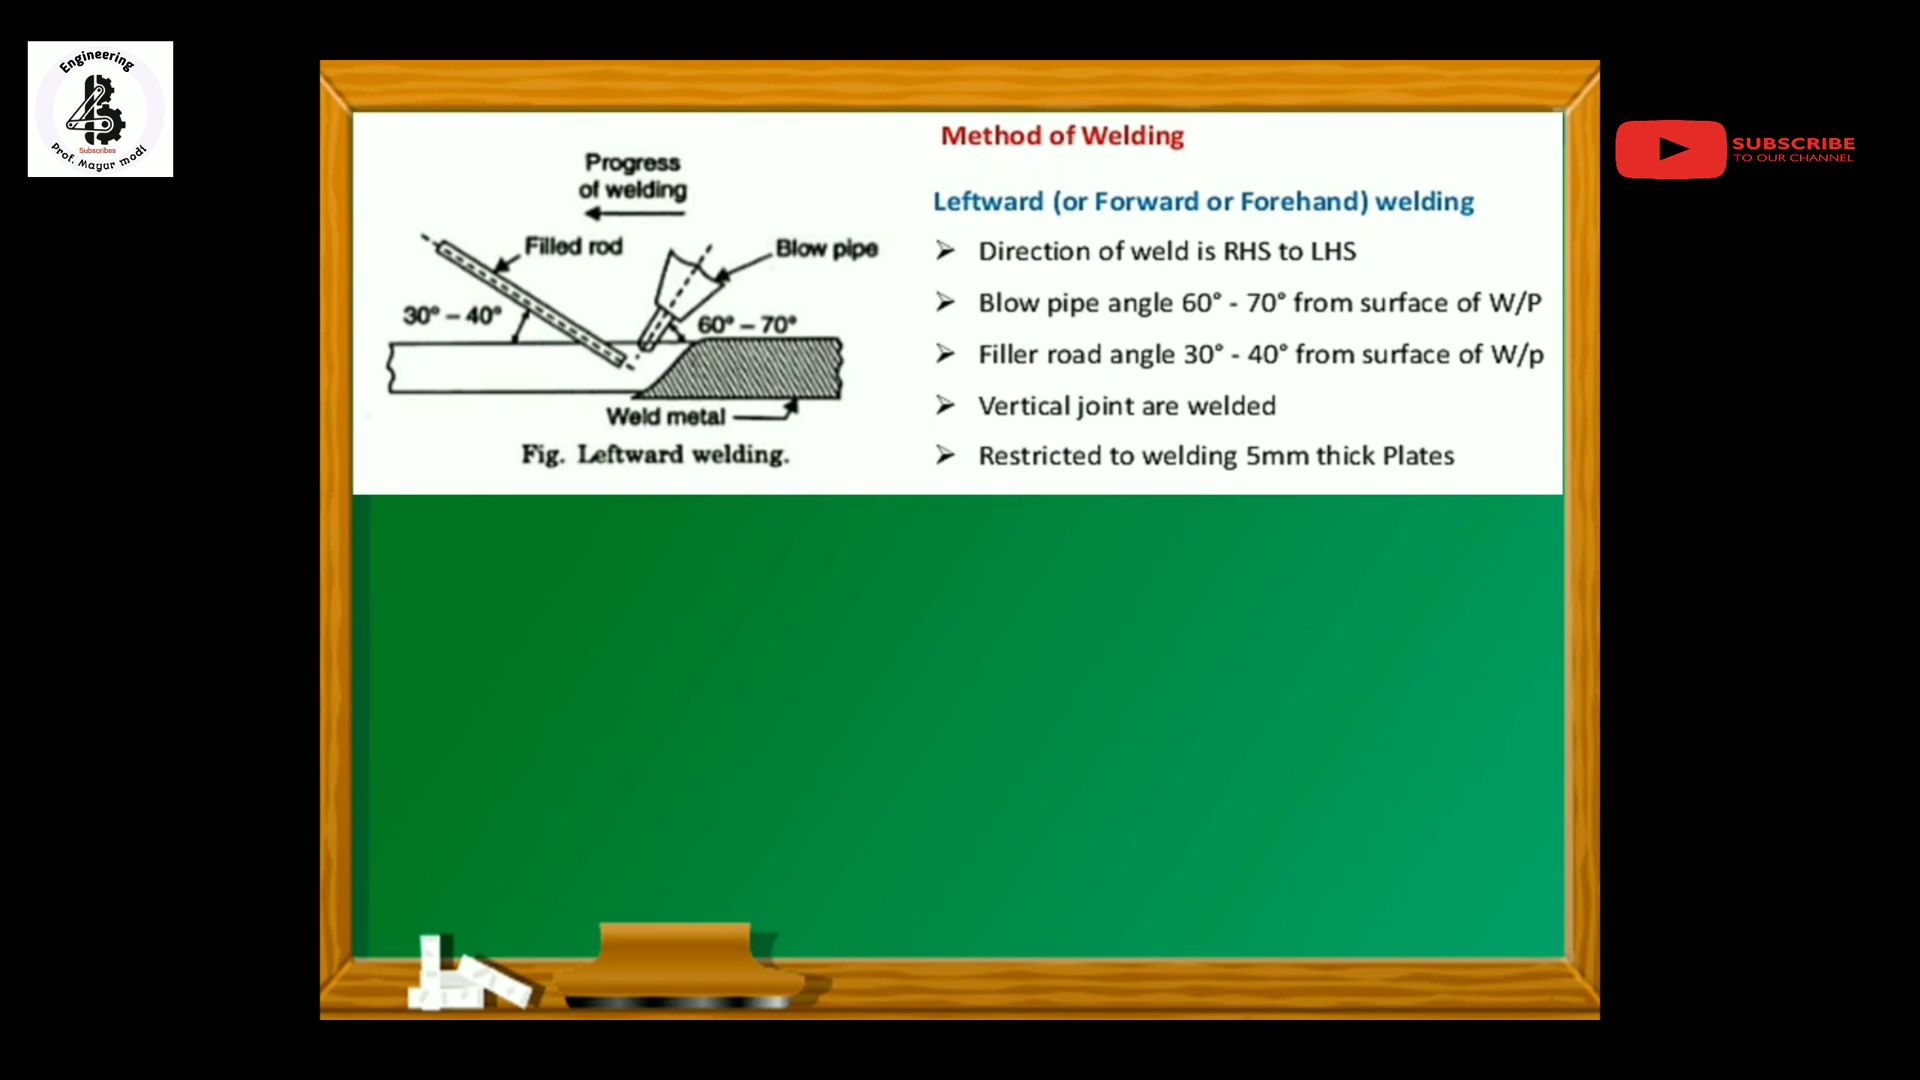 Engineering
Subscribes
Prof. Mayur modi
SUBSCRIBE
TO OUR CHANNEL
Method of Welding
Progress
of welding
Filled rod
Blow pipe
30° – 40°
60° – 70°
Weld metal
Fig. Leftward welding.
Leftward (or Forward or Forehand) welding
➢ Direction of weld is RHS to LHS
➢ Blow pipe angle 60° - 70° from surface of W/P
➢ Filler road angle 30° - 40° from surface of W/p
➢ Vertical joint are welded
➢ Restricted to welding 5mm thick Plates